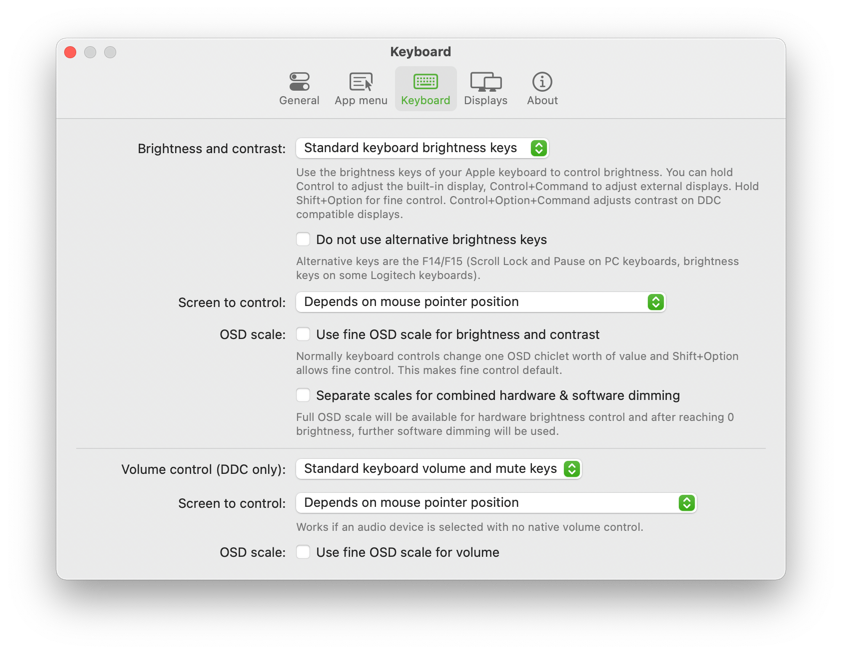 Keyboard
General App menu Keyboard Displays About
Brightness and contrast: Standard keyboard brightness keys
Use the brightness keys of your Apple keyboard to control brightness. You can hold
Control to adjust the built-in display, Control+Command to adjust external displays. Hold
Shift+Option for fine control. Control+Option+Command adjusts contrast on DDC
compatible displays.
Do not use alternative brightness keys
Alternative keys are the F14/F15 (Scroll Lock and Pause on PC keyboards, brightness
keys on some Logitech keyboards).
Screen to control: Depends on mouse pointer position
OSD scale: Use fine OSD scale for brightness and contrast
Normally keyboard controls change one OSD chiclet worth of value and Shift+Option
allows fine control. This makes fine control default.
Separate scales for combined hardware & software dimming
Full OSD scale will be available for hardware brightness control and after reaching 0
brightness, further software dimming will be used.
Volume control (DDC only): Standard keyboard volume and mute keys
Screen to control: Depends on mouse pointer position
Works if an audio device is selected with no native volume control.
OSD scale: Use fine OSD scale for volume